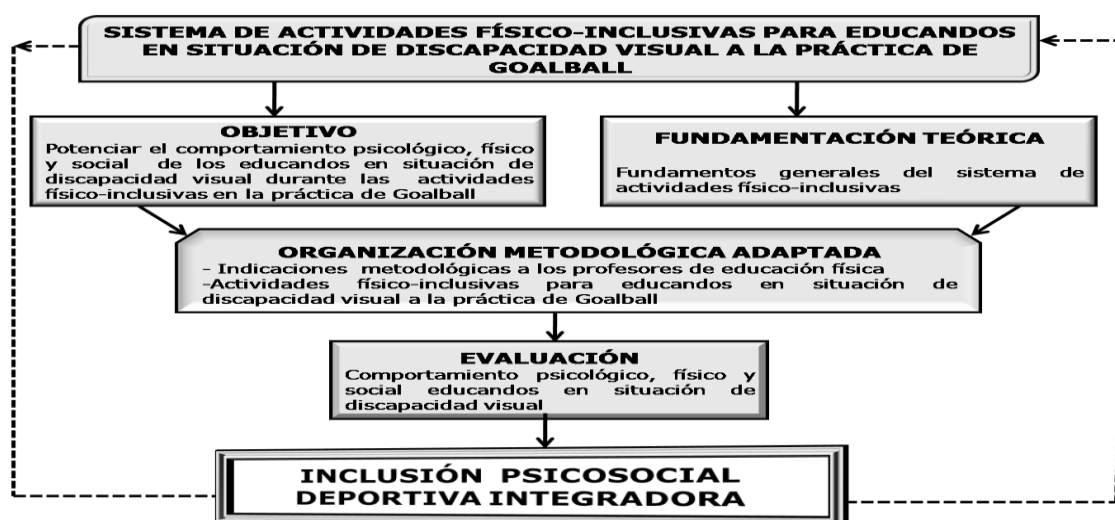 SISTEMA DE ACTIVIDADES FÍSICO-INCLUSIVAS PARA EDUCANDOS
EN SITUACIÓN DE DISCAPACIDAD VISUAL A LA PRÁCTICA DE
GOALBALL
OBJETIVO
Potenciar el comportamiento psicológico, físico
y social de los educandos en situación de
discapacidad visual durante las actividades
físico-inclusivas en la práctica de Goalball
FUNDAMENTACIÓN TEÓRICA
Fundamentos generales del sistema de
actividades físico-inclusivas
ORGANIZACIÓN METODOLÓGICA ADAPTADA
- Indicaciones metodológicas a los profesores de educación física
-Actividades físico-inclusivas para educandos en situación de
discapacidad visual a la práctica de Goalball
EVALUACIÓN
Comportamiento psicológico, físico y
social educandos en situación de
discapacidad visual
INCLUSIÓN PSICOSOCIAL
DEPORTIVA INTEGRADORA